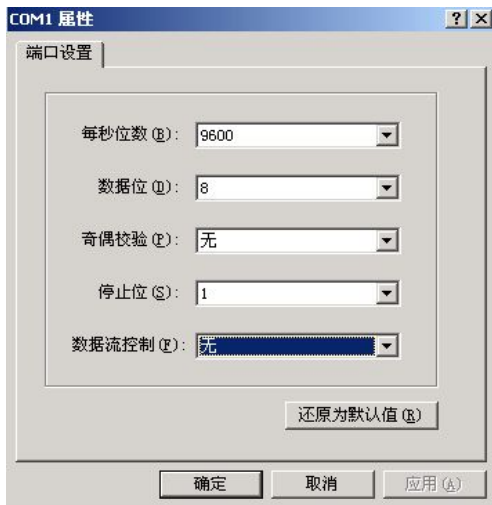 COM1 属性
端口设置
每秒位数(B): 9600
数据位(D): 8
奇偶校验(P): 无
停止位(S): 1
数据流控制(F): 无
还原为默认值(R)
确定 取消 应用(A)